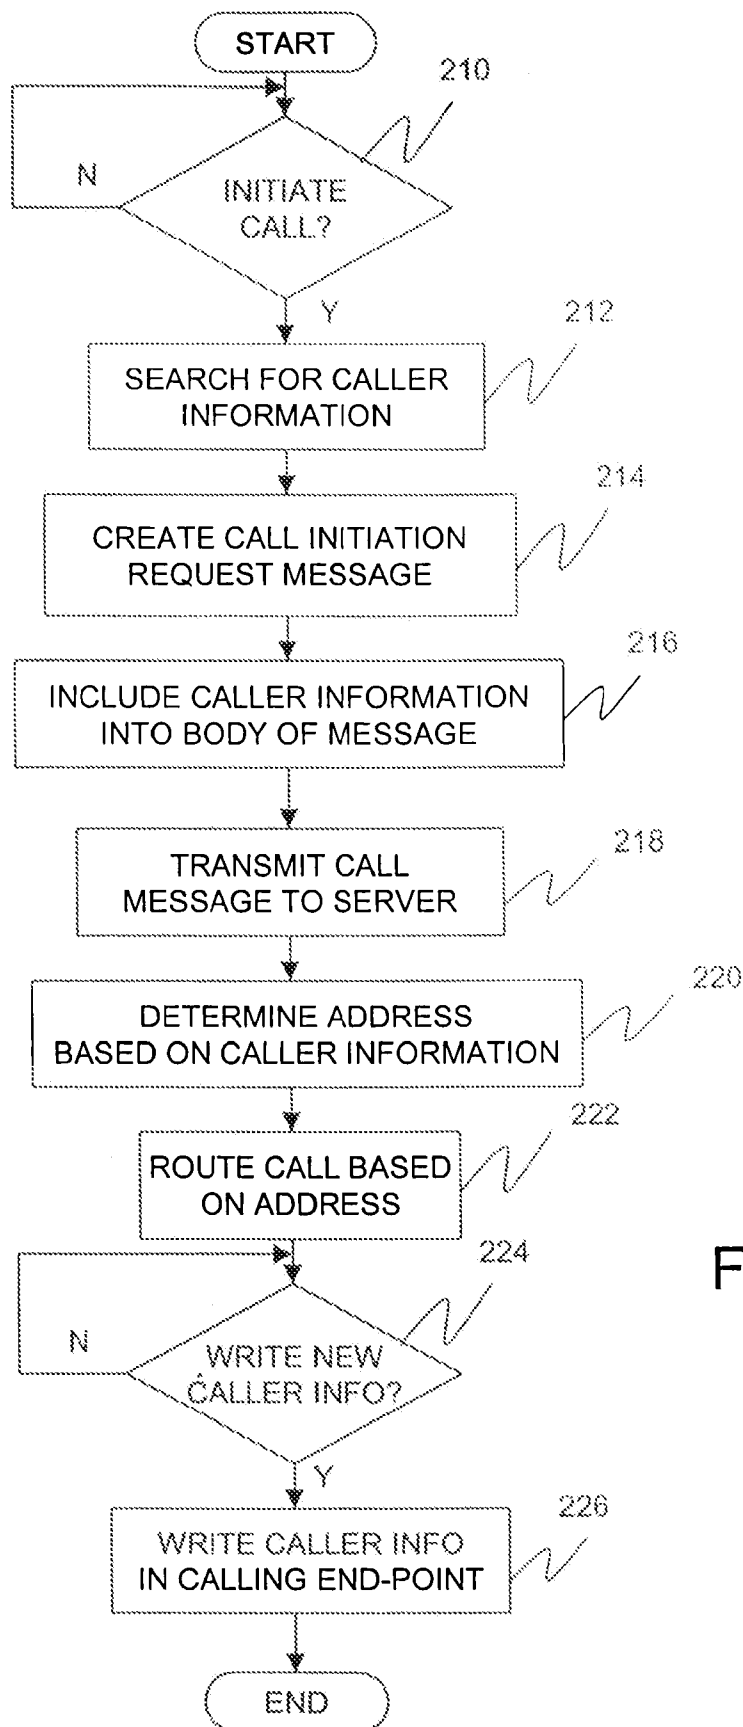 START
210
N
INITIATE
CALL?
Y
212
SEARCH FOR CALLER
INFORMATION
214
CREATE CALL INITIATION
REQUEST MESSAGE
216
INCLUDE CALLER INFORMATION
INTO BODY OF MESSAGE
218
TRANSMIT CALL
MESSAGE TO SERVER
220
DETERMINE ADDRESS
BASED ON CALLER INFORMATION
222
ROUTE CALL BASED
ON ADDRESS
224
F
N
WRITE NEW
CALLER INFO?
Y
226
WRITE CALLER INFO
IN CALLING END-POINT
END